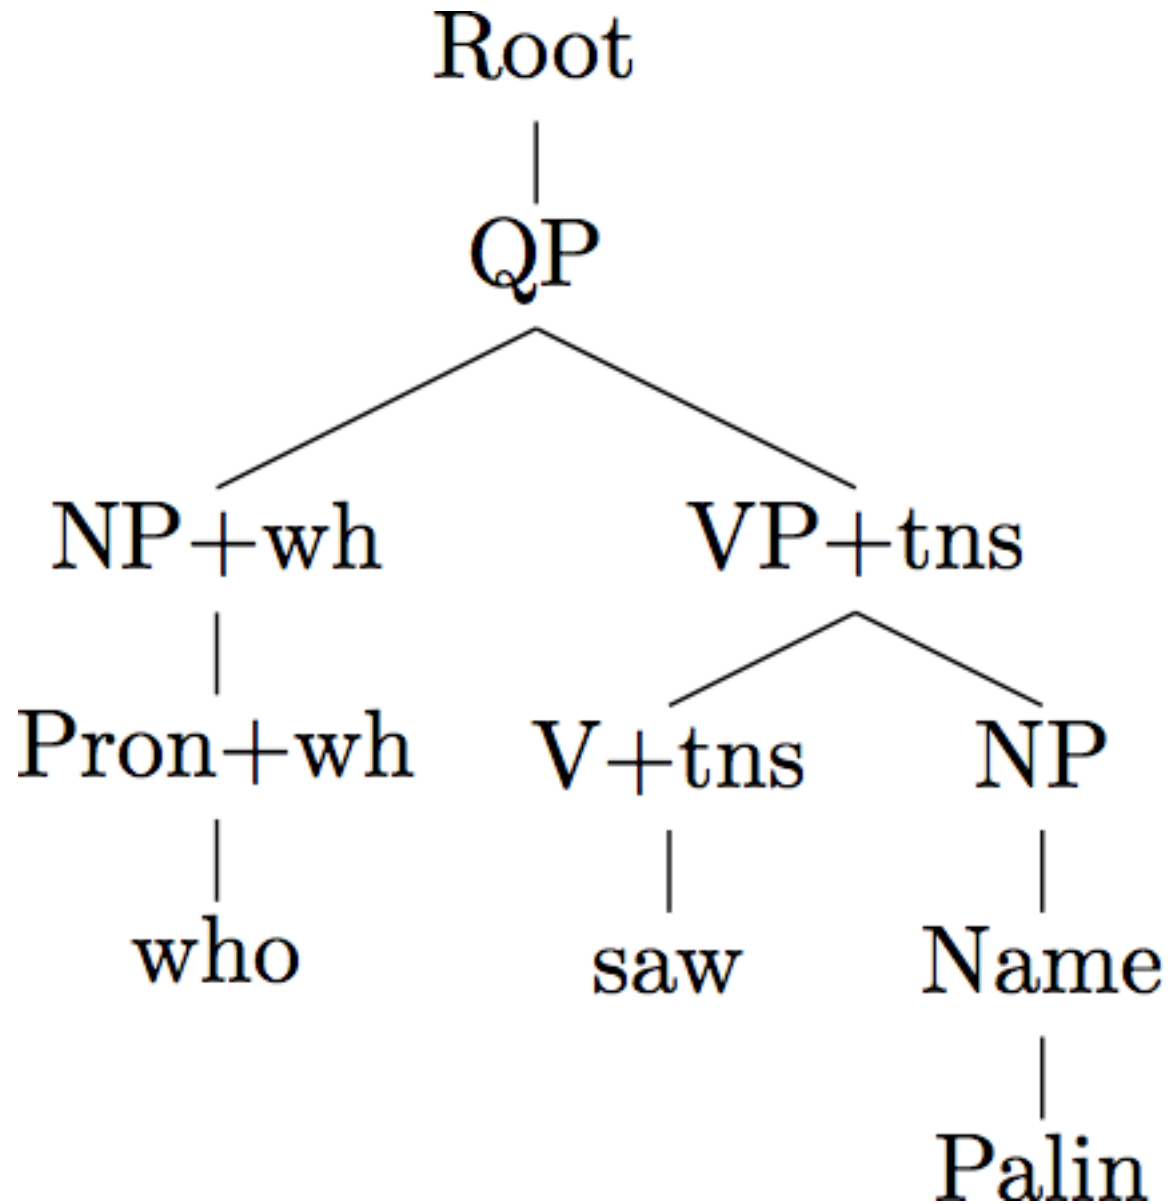 Root
QP
NP+wh VP+tns
Pron+wh V+tns NP
who saw Name
Palin